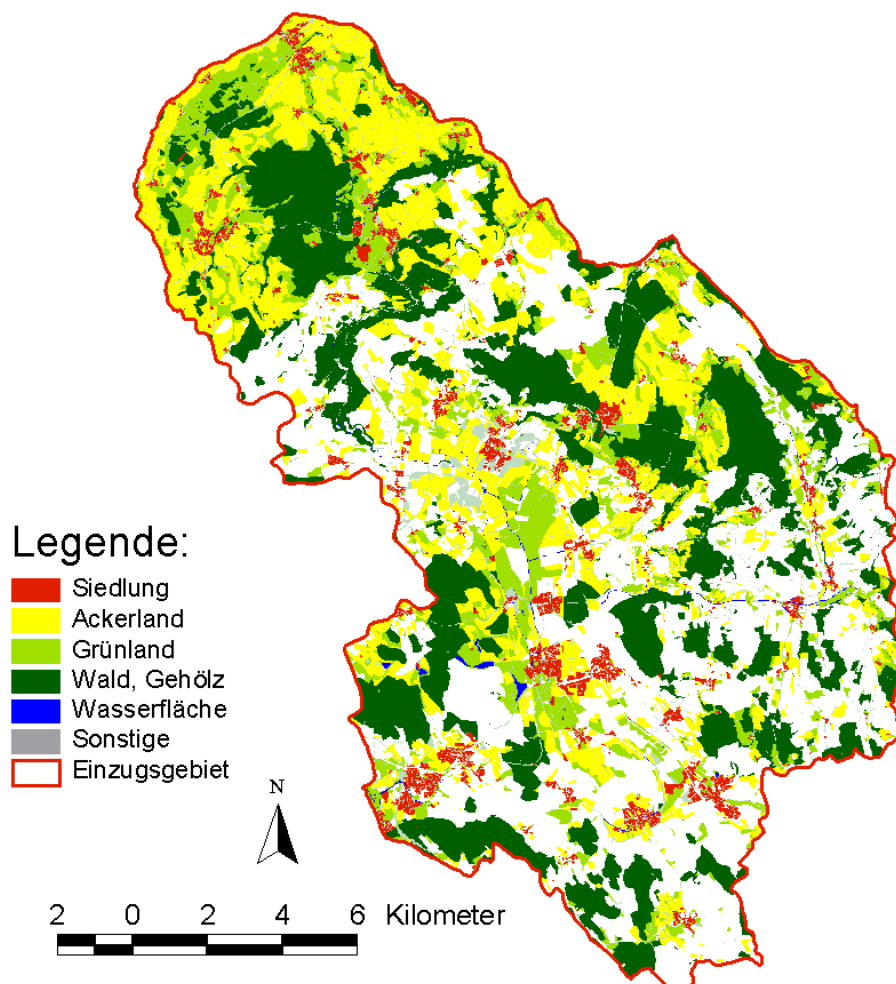 Legende:
Siedlung
Ackerland
Grünland
Wald, Gehölz
Wasserfläche
Sonstige
Einzugsgebiet
N
2 0 2 4 6 Kilometer